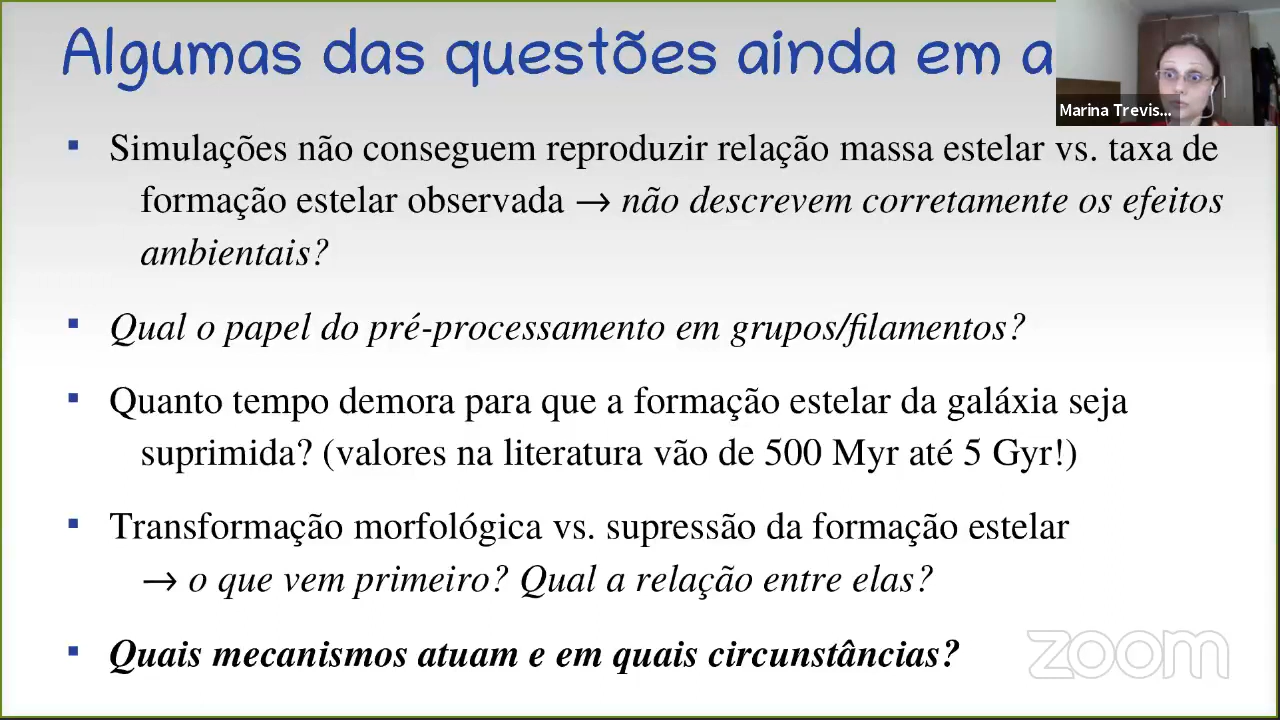 Algumas das questões ainda em a
Marina Trevis...
▪ Simulações não conseguem reproduzir relação massa estelar vs. taxa de
formação estelar observada → não descrevem corretamente os efeitos
ambientais?
▪ Qual o papel do pré-processamento em grupos/filamentos?
▪ Quanto tempo demora para que a formação estelar da galáxia seja
suprimida? (valores na literatura vão de 500 Myr até 5 Gyr!)
▪ Transformação morfológica vs. supressão da formação estelar
→ o que vem primeiro? Qual a relação entre elas?
▪ Quais mecanismos atuam e em quais circunstâncias?
zoom